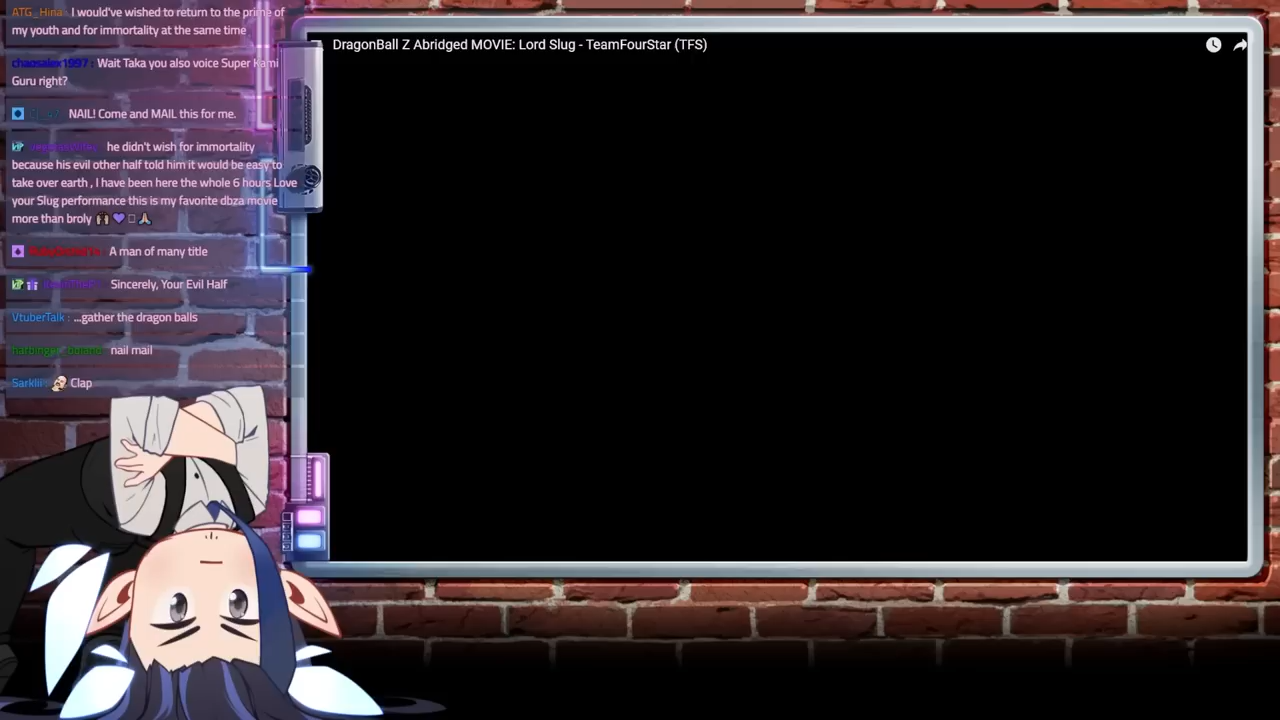 ATG_Hina: I would've wished to return to the prime of
my youth and for immortality at the same time
chaosalex1997 : Wait Taka you also voice Super Kami
Guru right?
NAIL! Come and MAIL this for me.
he didn't wish for immortality
because his evil other half told him it would be easy to
take over earth , I have been here the whole 6 hours Love
your Slug performance this is my favorite dbza movie
more than broly
A man of many title
Sincerely, Your Evil Half
VtuberTalk : ...gather the dragon balls
nail mail
Sarklii : Clap
DragonBall Z Abridged MOVIE: Lord Slug - TeamFourStar (TFS)